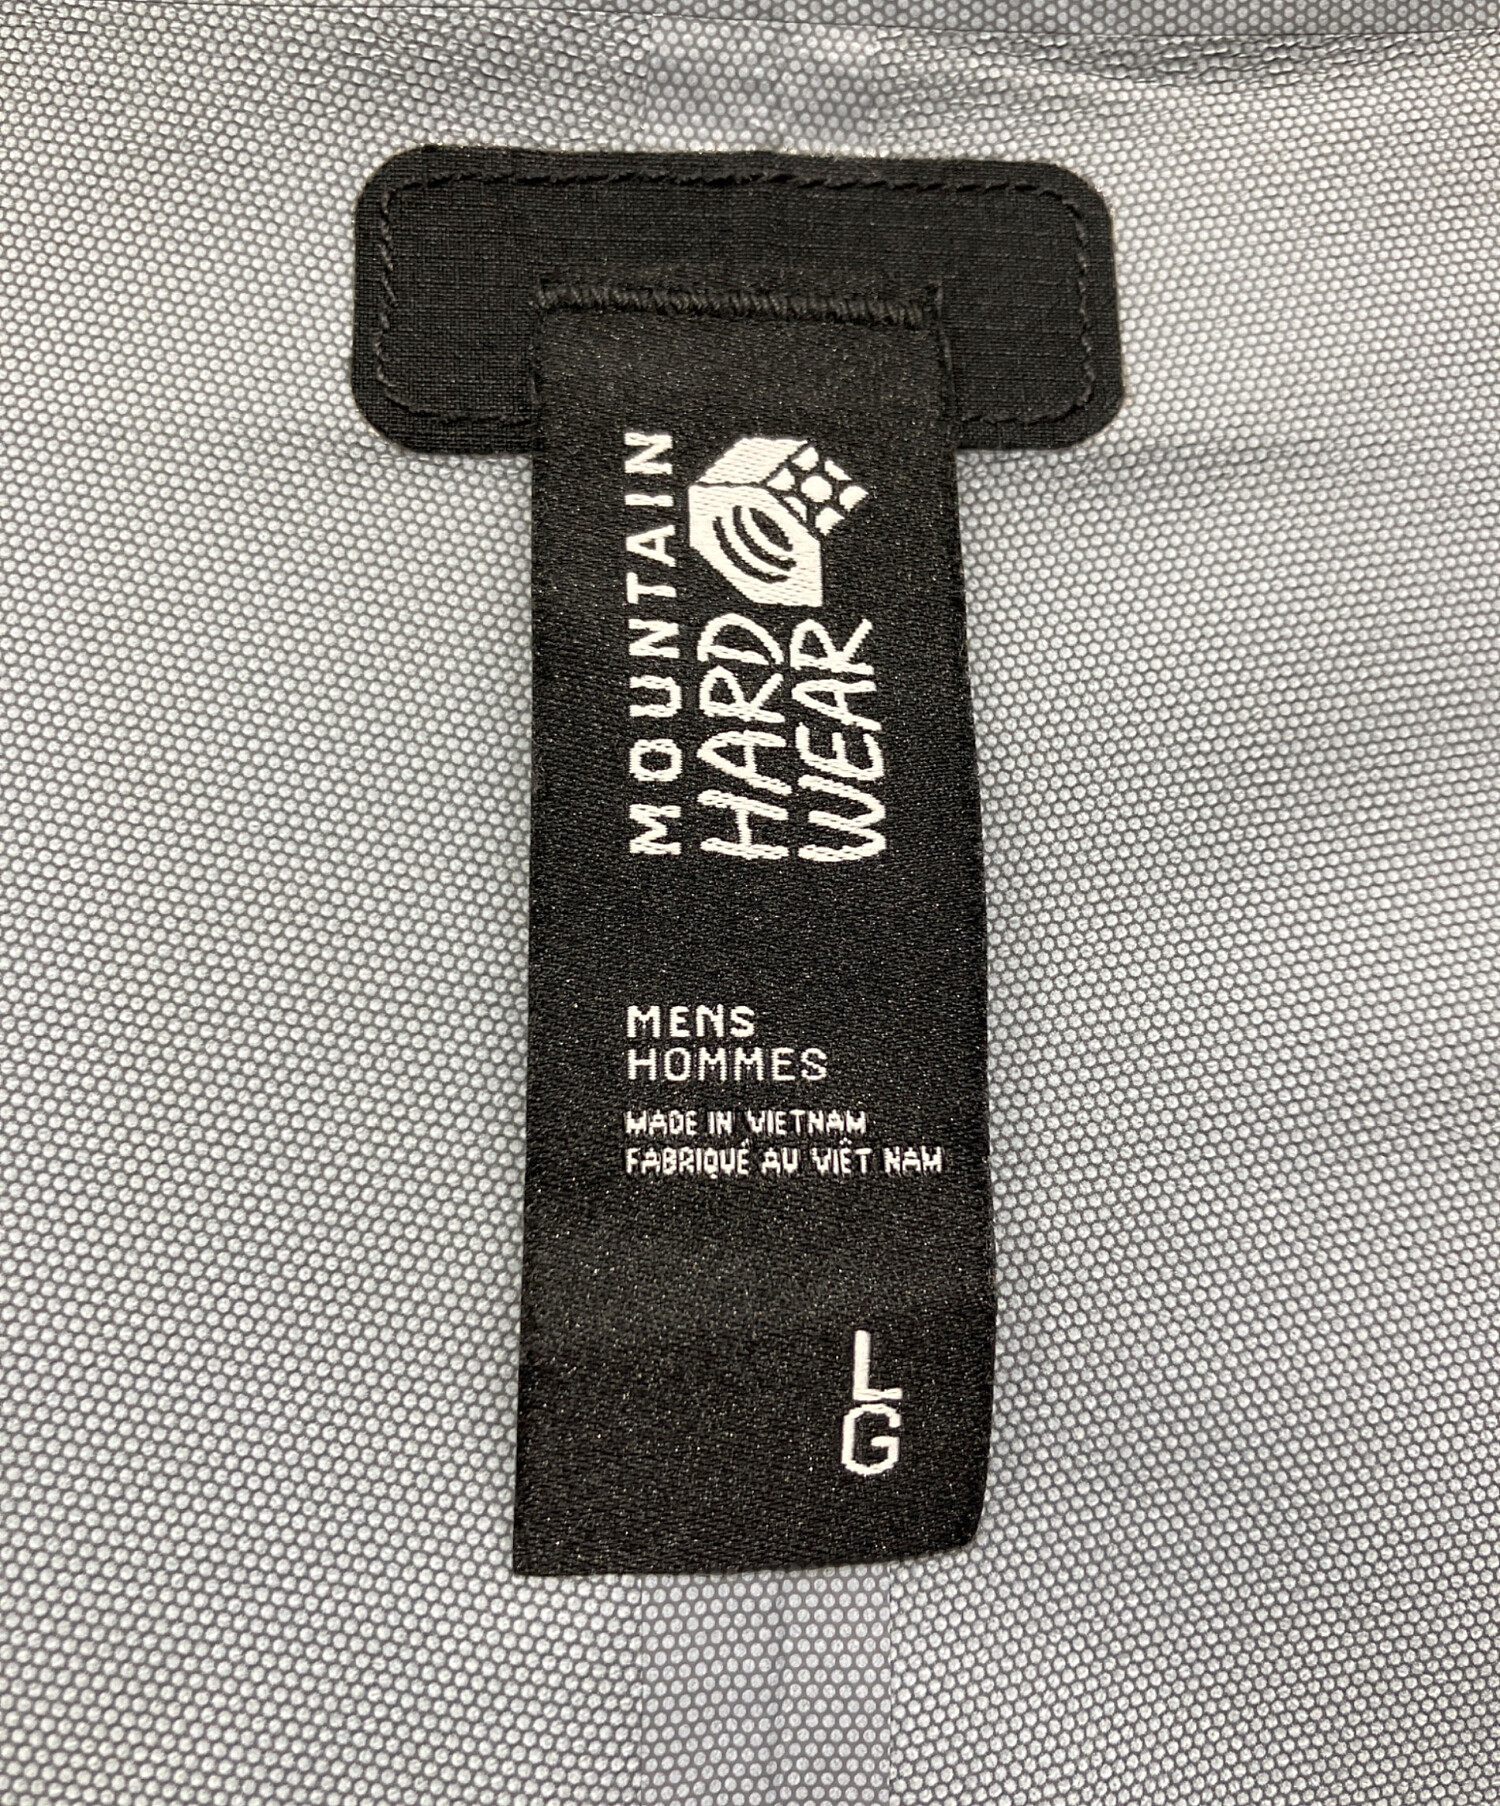 MOUNTAIN
HARD
WEAR
MENS
HOMMES
MADE IN VIETNAM
FABRIQUÉ AU VIÊT NAM
L
G